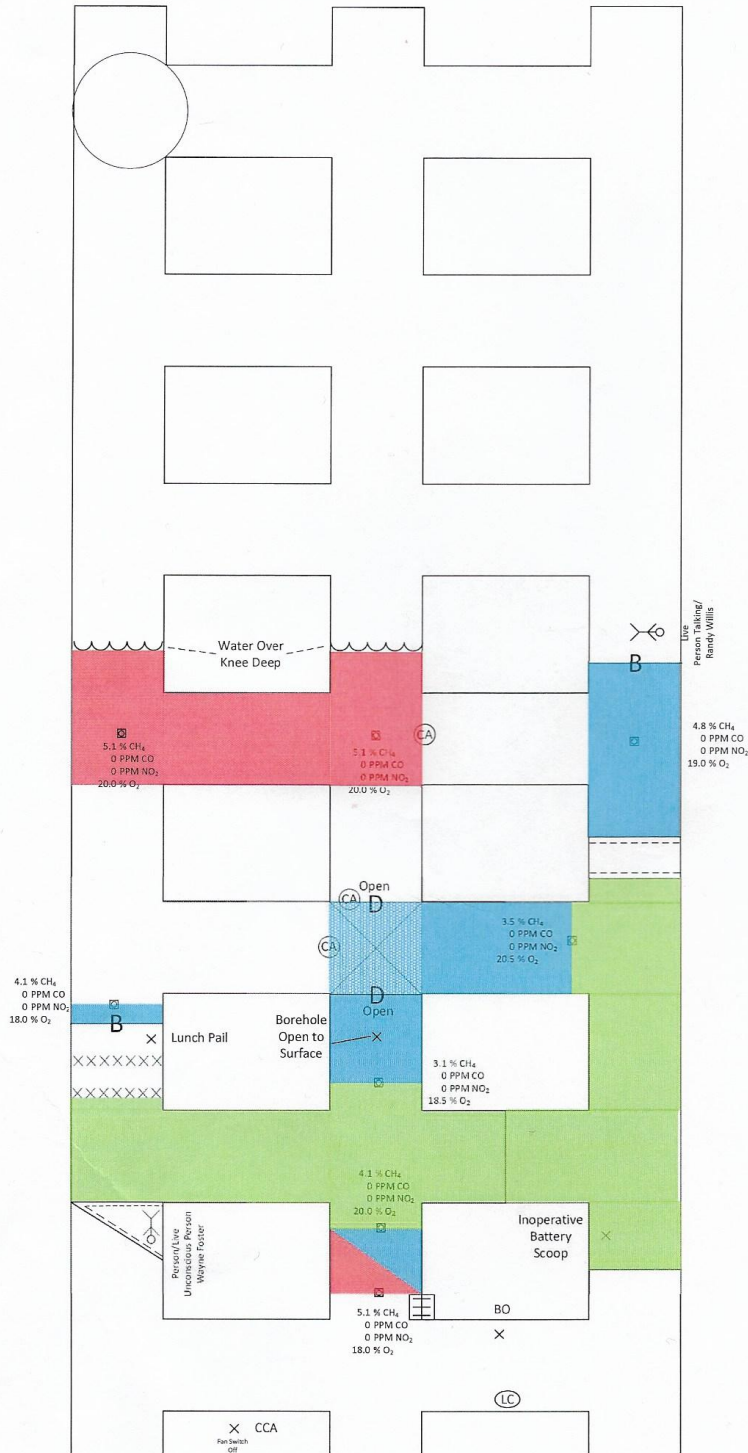 Water Over
Knee Deep
Live
Person Talking/
Randy Willis
B
5.1 % CH₄
0 PPM CO
0 PPM NO₂
20.0 % O₂
5.1 % CH₄
0 PPM CO
0 PPM NO₂
20.0 % O₂
CA
4.8 % CH₄
0 PPM CO
0 PPM NO₂
19.0 % O₂
Open
CA
D
CA
3.5 % CH₄
0 PPM CO
0 PPM NO₂
20.5 % O₂
D
Open
4.1 % CH₄
0 PPM CO
0 PPM NO₂
18.0 % O₂
B
Lunch Pail
Borehole
Open to
Surface
3.1 % CH₄
0 PPM CO
0 PPM NO₂
18.5 % O₂
4.1 % CH₄
0 PPM CO
0 PPM NO₂
20.0 % O₂
Person/Live
Unconscious Person
Wayne Foster
Inoperative
Battery
Scoop
5.1 % CH₄
0 PPM CO
0 PPM NO₂
18.0 % O₂
BO
LC
CCA
Fan Switch
Off